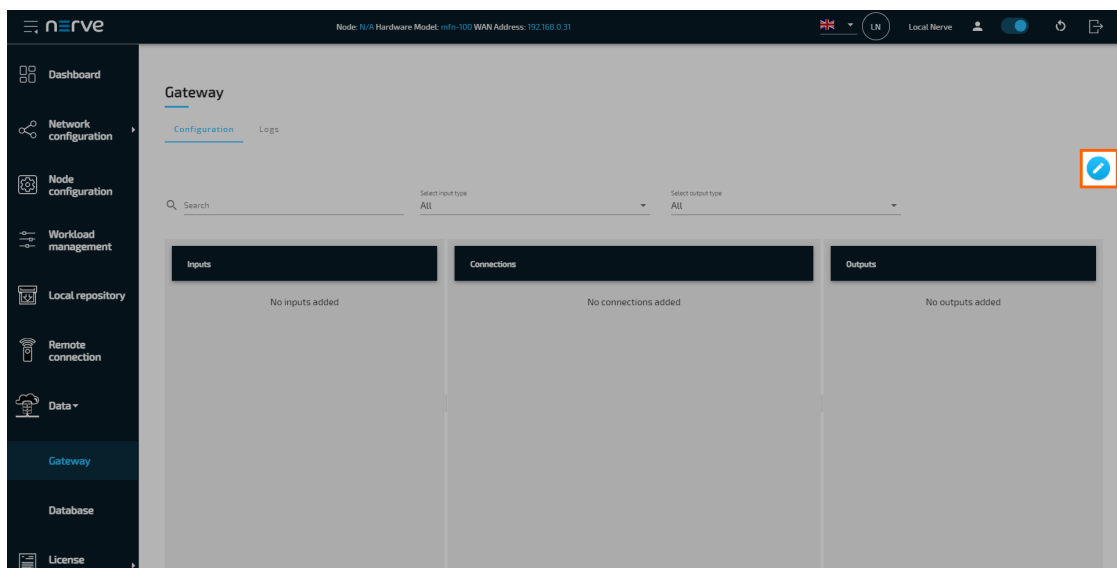 nerve
Node: N/A Hardware Model: mfn-100 WAN Address: 192.168.0.31
LN
Local Nerve
Dashboard
Network
configuration
Node
configuration
Workload
management
Local repository
Remote
connection
Data
Gateway
Database
License
Gateway
Configuration
Logs
Search
Select input type
All
Select output type
All
Inputs
Connections
Outputs
No inputs added
No connections added
No outputs added